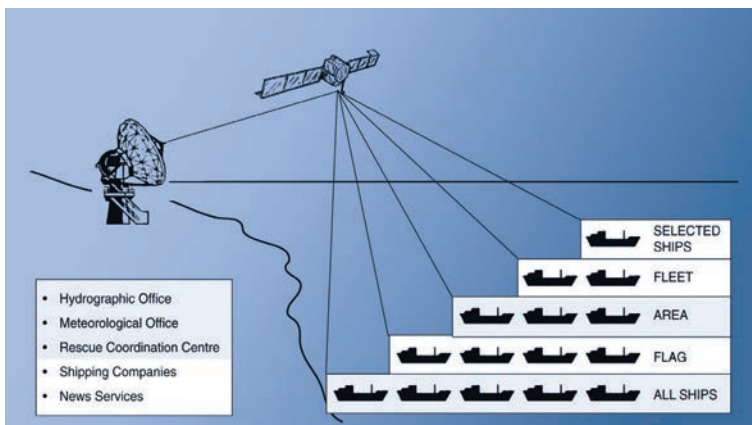 SELECTED
SHIPS
FLEET
AREA
FLAG
ALL SHIPS
• Hydrographic Office
• Meteorological Office
• Rescue Coordination Centre
• Shipping Companies
• News Services